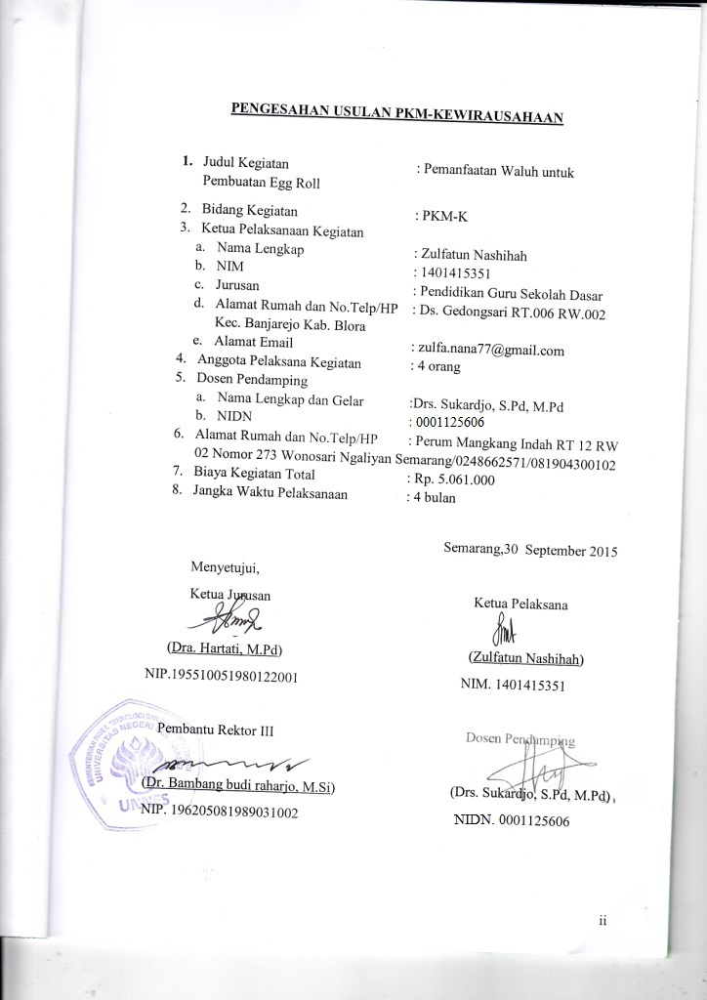 PENGESAHAN USULAN PKM-KEWIRAUSAHAAN
1. Judul Kegiatan : Pemanfaatan Waluh untuk
Pembuatan Egg Roll
2. Bidang Kegiatan : PKM-K
3. Ketua Pelaksanaan Kegiatan
a. Nama Lengkap : Zulfatun Nashihah
b. NIM : 1401415351
c. Jurusan : Pendidikan Guru Sekolah Dasar
d. Alamat Rumah dan No.Telp/HP : Ds. Gedongsari RT.006 RW.002
Kec. Banjarejo Kab. Blora
e. Alamat Email : zulfa.nana77@gmail.com
4. Anggota Pelaksana Kegiatan : 4 orang
5. Dosen Pendamping
a. Nama Lengkap dan Gelar :Drs. Sukardjo, S.Pd, M.Pd
b. NIDN : 0001125606
6. Alamat Rumah dan No.Telp/HP : Perum Mangkang Indah RT 12 RW
02 Nomor 273 Wonosari Ngaliyan Semarang/0248662571/081904300102
7. Biaya Kegiatan Total : Rp. 5.061.000
8. Jangka Waktu Pelaksanaan : 4 bulan
Semarang,30 September 2015
Menyetujui,
Ketua Jurusan
(Dra. Hartati, M.Pd)
NIP.195510051980122001
Ketua Pelaksana
(Zulfatun Nashihah)
NIM. 1401415351
Pembantu Rektor III
(Dr. Bambang budi raharjo, M.Si)
NIP. 196205081989031002
UNIVERSITAS NEGERI
UNNES
Dosen Pendamping
(Drs. Sukardjo, S.Pd, M.Pd)
NIDN. 0001125606
ii